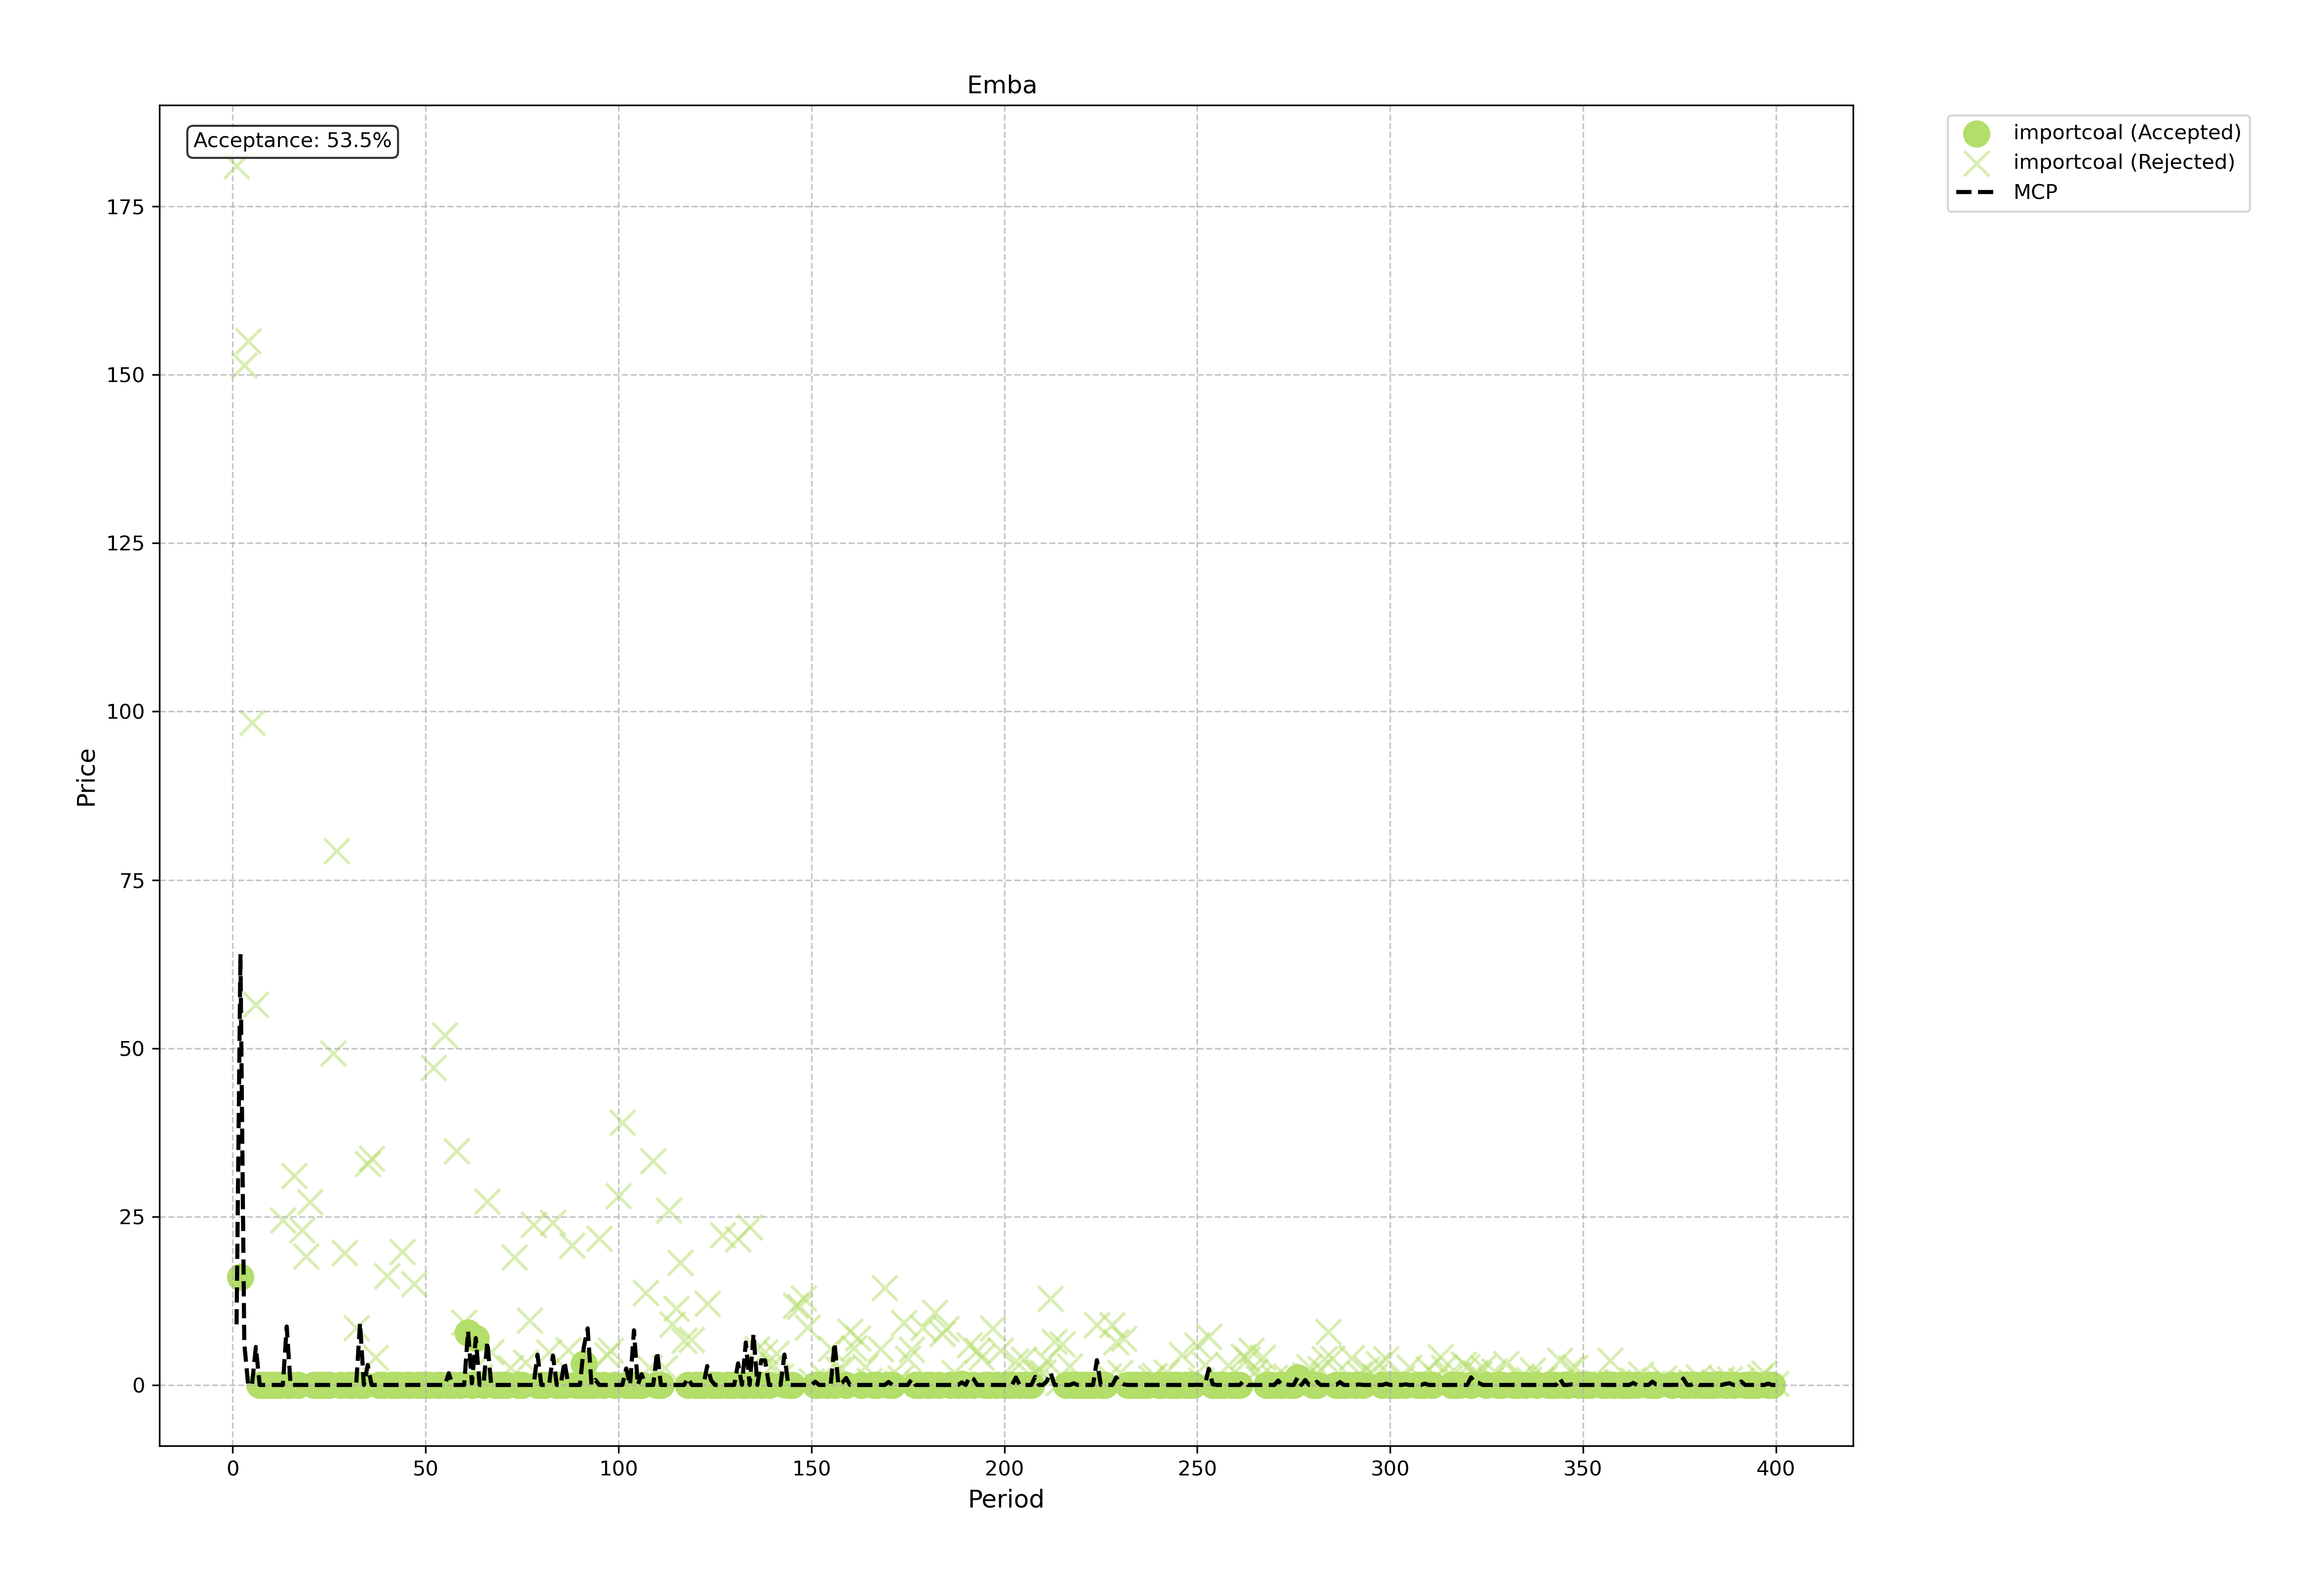 Emba
Acceptance: 53.5%
importcoal (Accepted)
importcoal (Rejected)
MCP
Price
175
150
125
100
75
50
25
0
0 50 100 150 200 250 300 350 400
Period